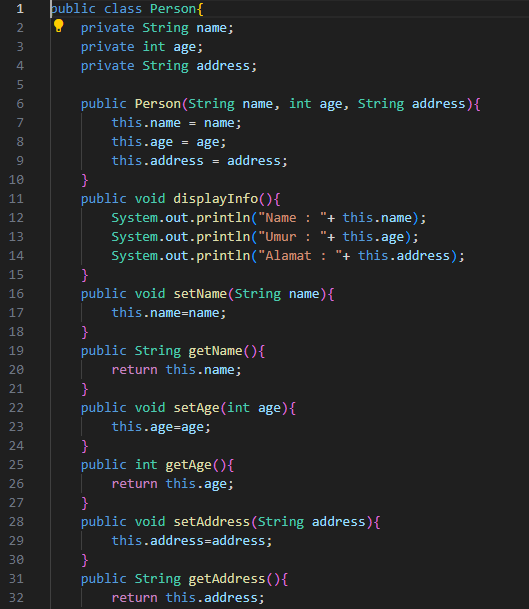 1 public class Person{
2     private String name;
3     private int age;
4     private String address;
5
6     public Person(String name, int age, String address){
7         this.name = name;
8         this.age = age;
9         this.address = address;
10     }
11     public void displayInfo(){
12         System.out.println("Name : "+ this.name);
13         System.out.println("Umur : "+ this.age);
14         System.out.println("Alamat : "+ this.address);
15     }
16     public void setName(String name){
17         this.name=name;
18     }
19     public String getName(){
20         return this.name;
21     }
22     public void setAge(int age){
23         this.age=age;
24     }
25     public int getAge(){
26         return this.age;
27     }
28     public void setAddress(String address){
29         this.address=address;
30     }
31     public String getAddress(){
32         return this.address;